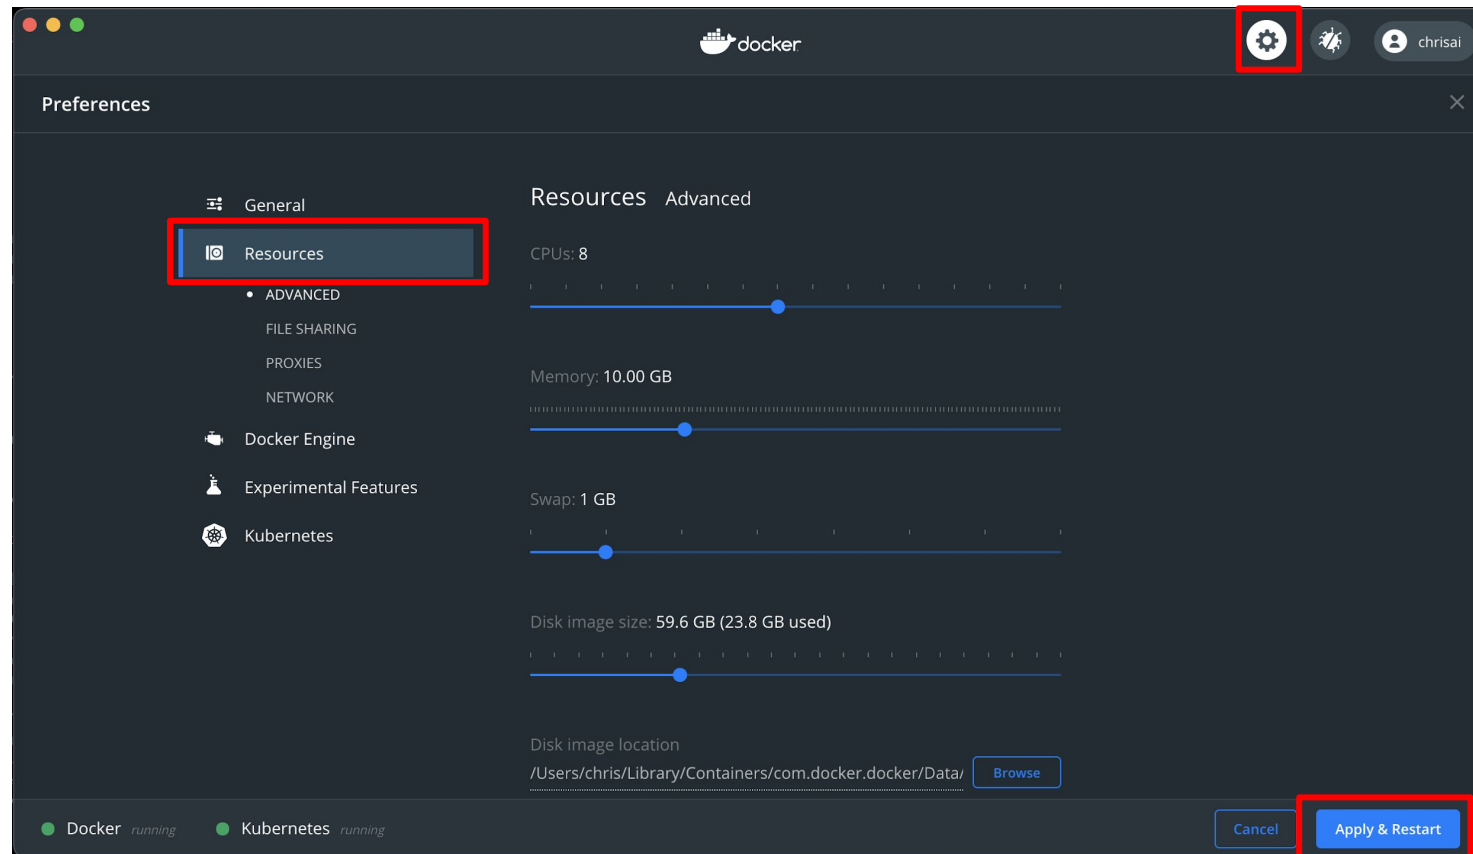 docker
chrisai
Preferences
General
Resources
ADVANCED
FILE SHARING
PROXIES
NETWORK
Docker Engine
Experimental Features
Kubernetes
Resources Advanced
CPUs: 8
Memory: 10.00 GB
Swap: 1 GB
Disk image size: 59.6 GB (23.8 GB used)
Disk image location
/Users/chris/Library/Containers/com.docker.docker/Data/ Browse
Docker running Kubernetes running Cancel Apply & Restart